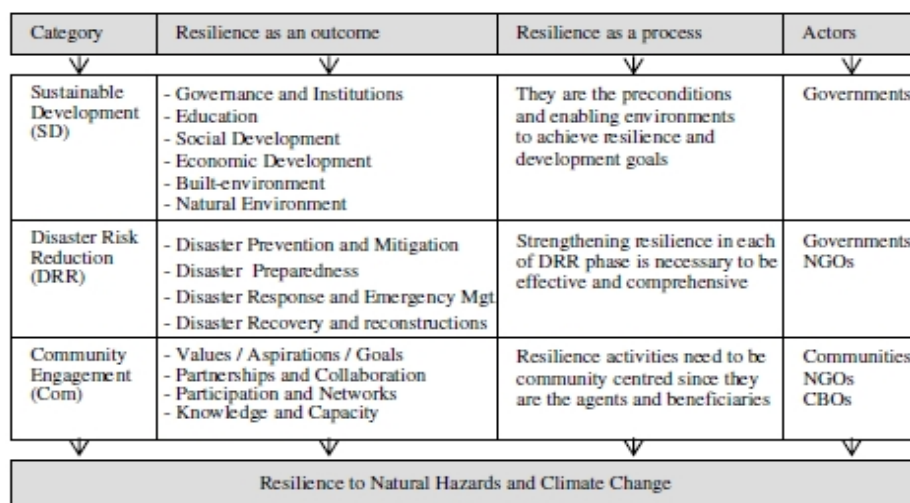 Category
Resilience as an outcome
Resilience as a process
Actors
Sustainable
Development
(SD)
- Governance and Institutions
- Education
- Social Development
- Economic Development
- Built-environment
- Natural Environment
They are the preconditions
and enabling environments
to achieve resilience and
development goals
Governments
Disaster Risk
Reduction
(DRR)
- Disaster Prevention and Mitigation
- Disaster Preparedness
- Disaster Response and Emergency Mgt.
- Disaster Recovery and reconstructions
Strengthening resilience in each
of DRR phase is necessary to be
effective and comprehensive
Governments
NGOs
Community
Engagement
(Com)
- Values / Aspirations / Goals
- Partnerships and Collaboration
- Participation and Networks
- Knowledge and Capacity
Resilience activities need to be
community centred since they
are the agents and beneficiaries
Communities
NGOs
CBOs
Resilience to Natural Hazards and Climate Change